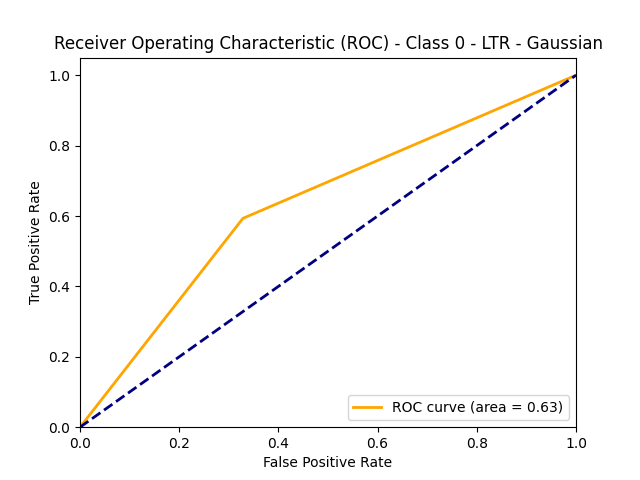 Receiver Operating Characteristic (ROC) - Class 0 - LTR - Gaussian
1.0
0.8
0.6
0.4
0.2
0.0
True Positive Rate
ROC curve (area = 0.63)
0.0 0.2 0.4 0.6 0.8 1.0
False Positive Rate